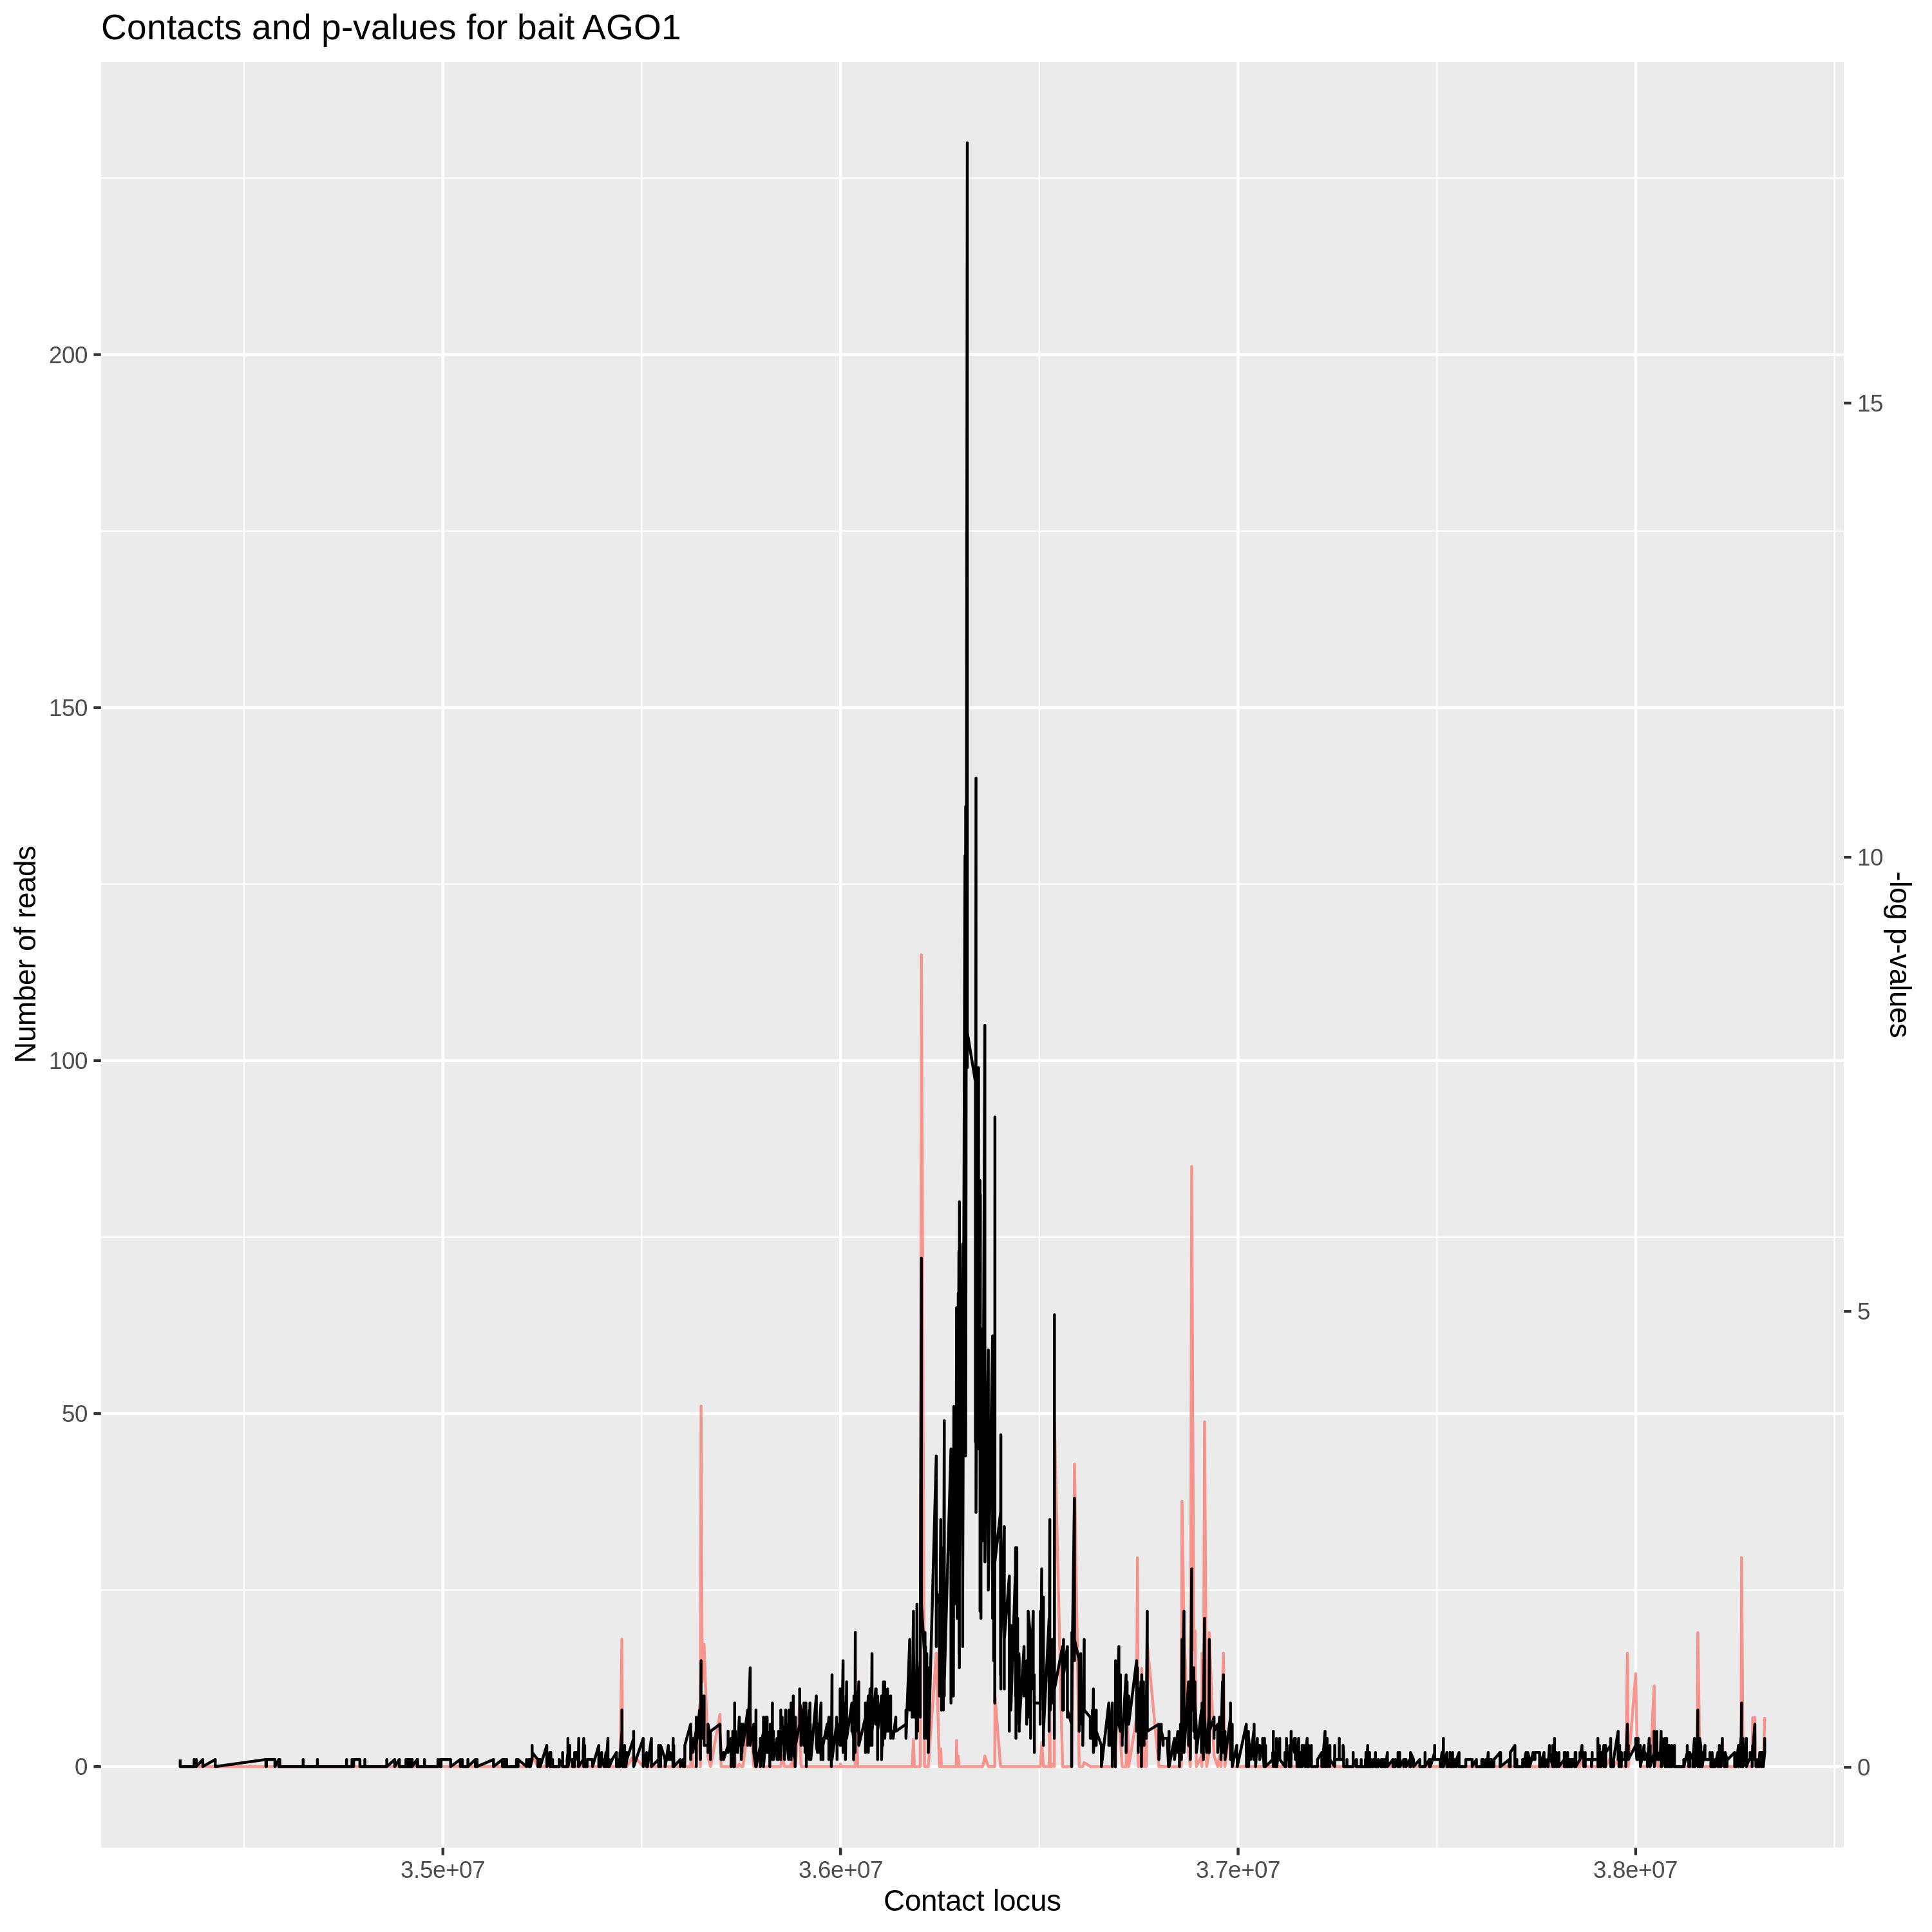 Contacts and p-values for bait AGO1
Number of reads
200
150
100
50
0
15
10
5
0
-log p-values
3.5e+07
3.6e+07
3.7e+07
3.8e+07
Contact locus